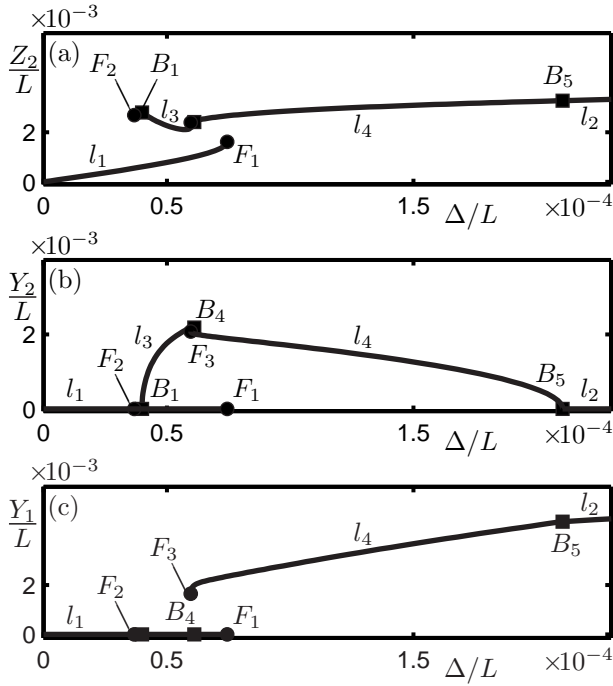 ×10⁻³
Z₂/L
(a)
F₂ B₁ B₅
l₃
l₄ l₂
2
l₁ F₁
0
0 0.5 1.5 ×10⁻⁴
Δ/L
×10⁻³
Y₂/L
(b)
B₄
2
l₃ F₃ l₄
F₂
l₁ B₁ F₁ B₅ l₂
0
0 0.5 1.5 ×10⁻⁴
Δ/L
×10⁻³
Y₁/L
(c)
l₂
l₄
F₃ B₅
2
F₂ B₄
l₁ F₁
0
0 0.5 1.5 ×10⁻⁴
Δ/L